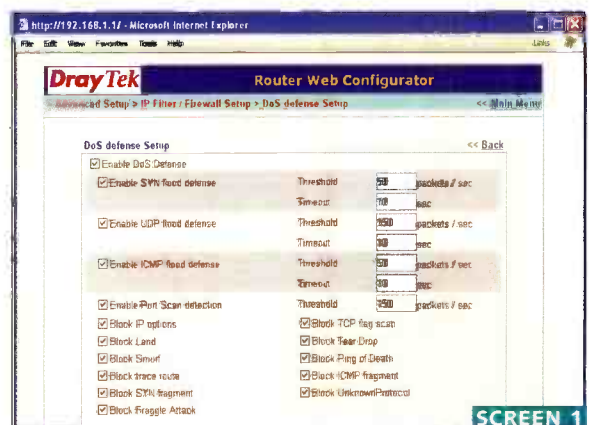 http://192.168.1.1/ - Microsoft Internet Explorer
File Edit View Favorites Tools Help Links
DrayTek Router Web Configurator
> Advanced Setup > IP Filter / Firewall Setup > DoS defense Setup << Main Menu
DoS defense Setup << Back
Enable DoS Defense
Enable SYN flood defense Threshold 50 packets / sec
Timeout 10 sec
Enable UDP flood defense Threshold 150 packets / sec
Timeout 10 sec
Enable ICMP flood defense Threshold 50 packets / sec
Timeout 10 sec
Enable Port Scan detection Threshold 150 packets / sec
Block IP options Block TCP flag scan
Block Land Block Tear Drop
Block Smurf Block Ping of Death
Block trace route Block ICMP fragment
Block SYN fragment Block UnknownProtocol
Block Fraggle Attack
SCREEN 1